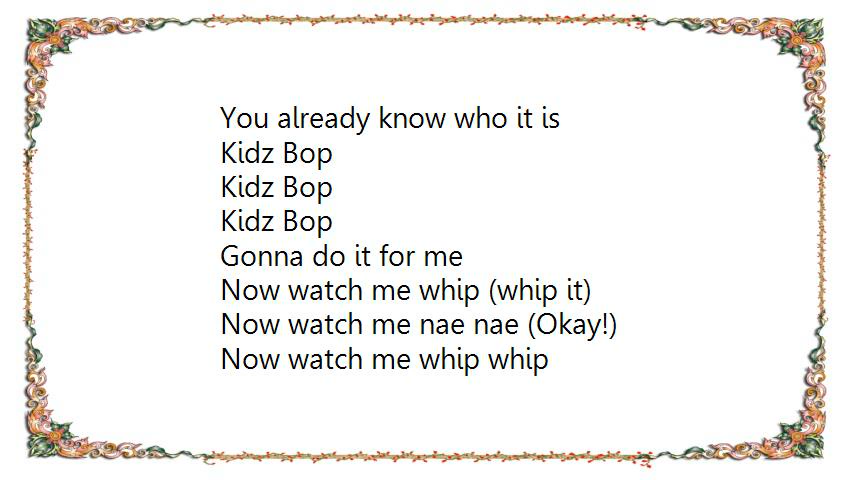 You already know who it is
Kidz Bop
Kidz Bop
Kidz Bop
Gonna do it for me
Now watch me whip (whip it)
Now watch me nae nae (Okay!)
Now watch me whip whip